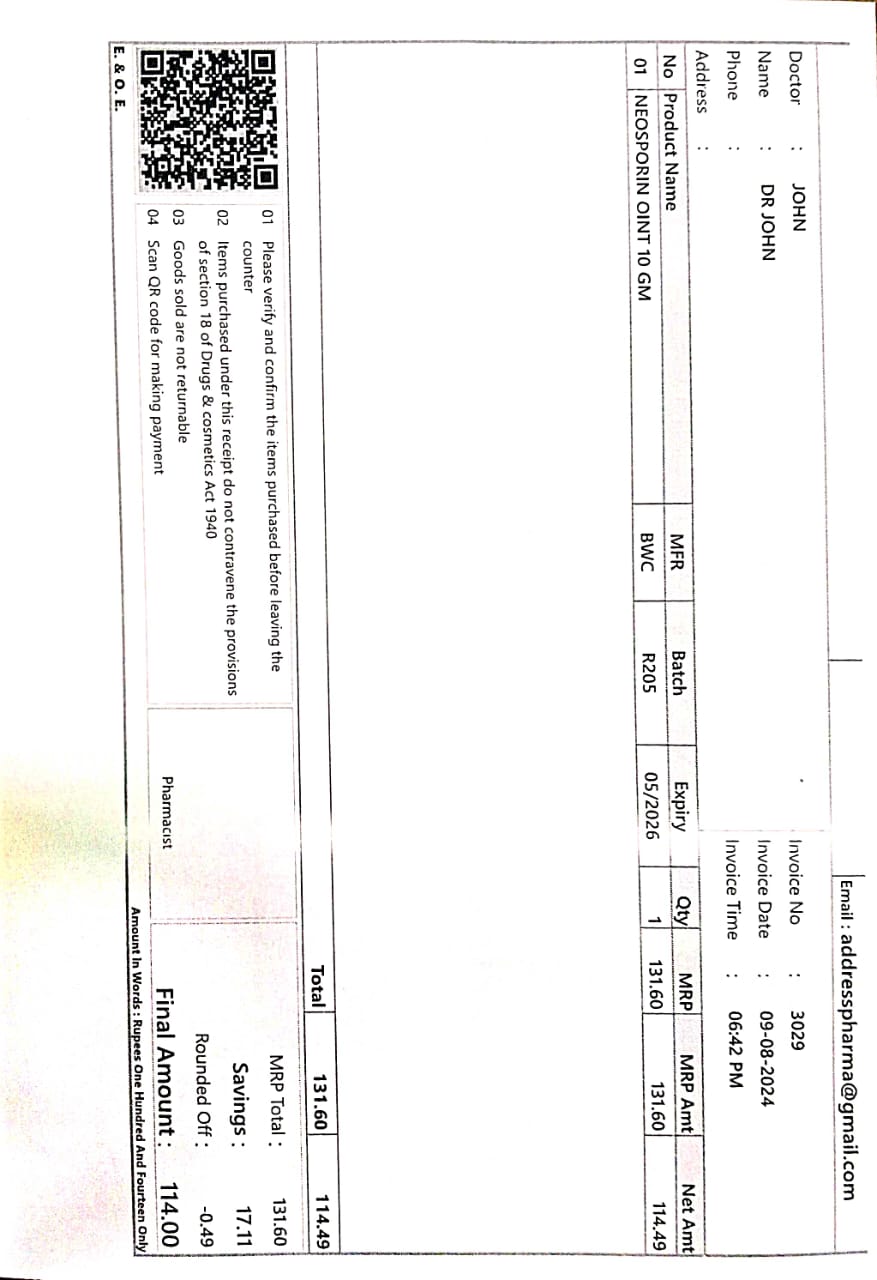 Email : addresspharma@gmail.com
Doctor : JOHN
Name : DR JOHN
Phone :
Address :
Invoice No : 3029
Invoice Date : 09-08-2024
Invoice Time : 06:42 PM
No Product Name MFR Batch Expiry Qty MRP MRP Amt Net Amt
01 NEOSPORIN OINT 10 GM BWC R205 05/2026 1 131.60 131.60 114.49
Total 131.60 114.49
01 Please verify and confirm the items purchased before leaving the
counter
02 Items purchased under this receipt do not contravene the provisions
of section 18 of Drugs & cosmetics Act 1940
03 Goods sold are not returnable
04 Scan QR code for making payment
Pharmacist
MRP Total : 131.60
Savings : 17.11
Rounded Off : -0.49
Final Amount : 114.00
Amount In Words : Rupees One Hundred And Fourteen Only
E. & O. E.